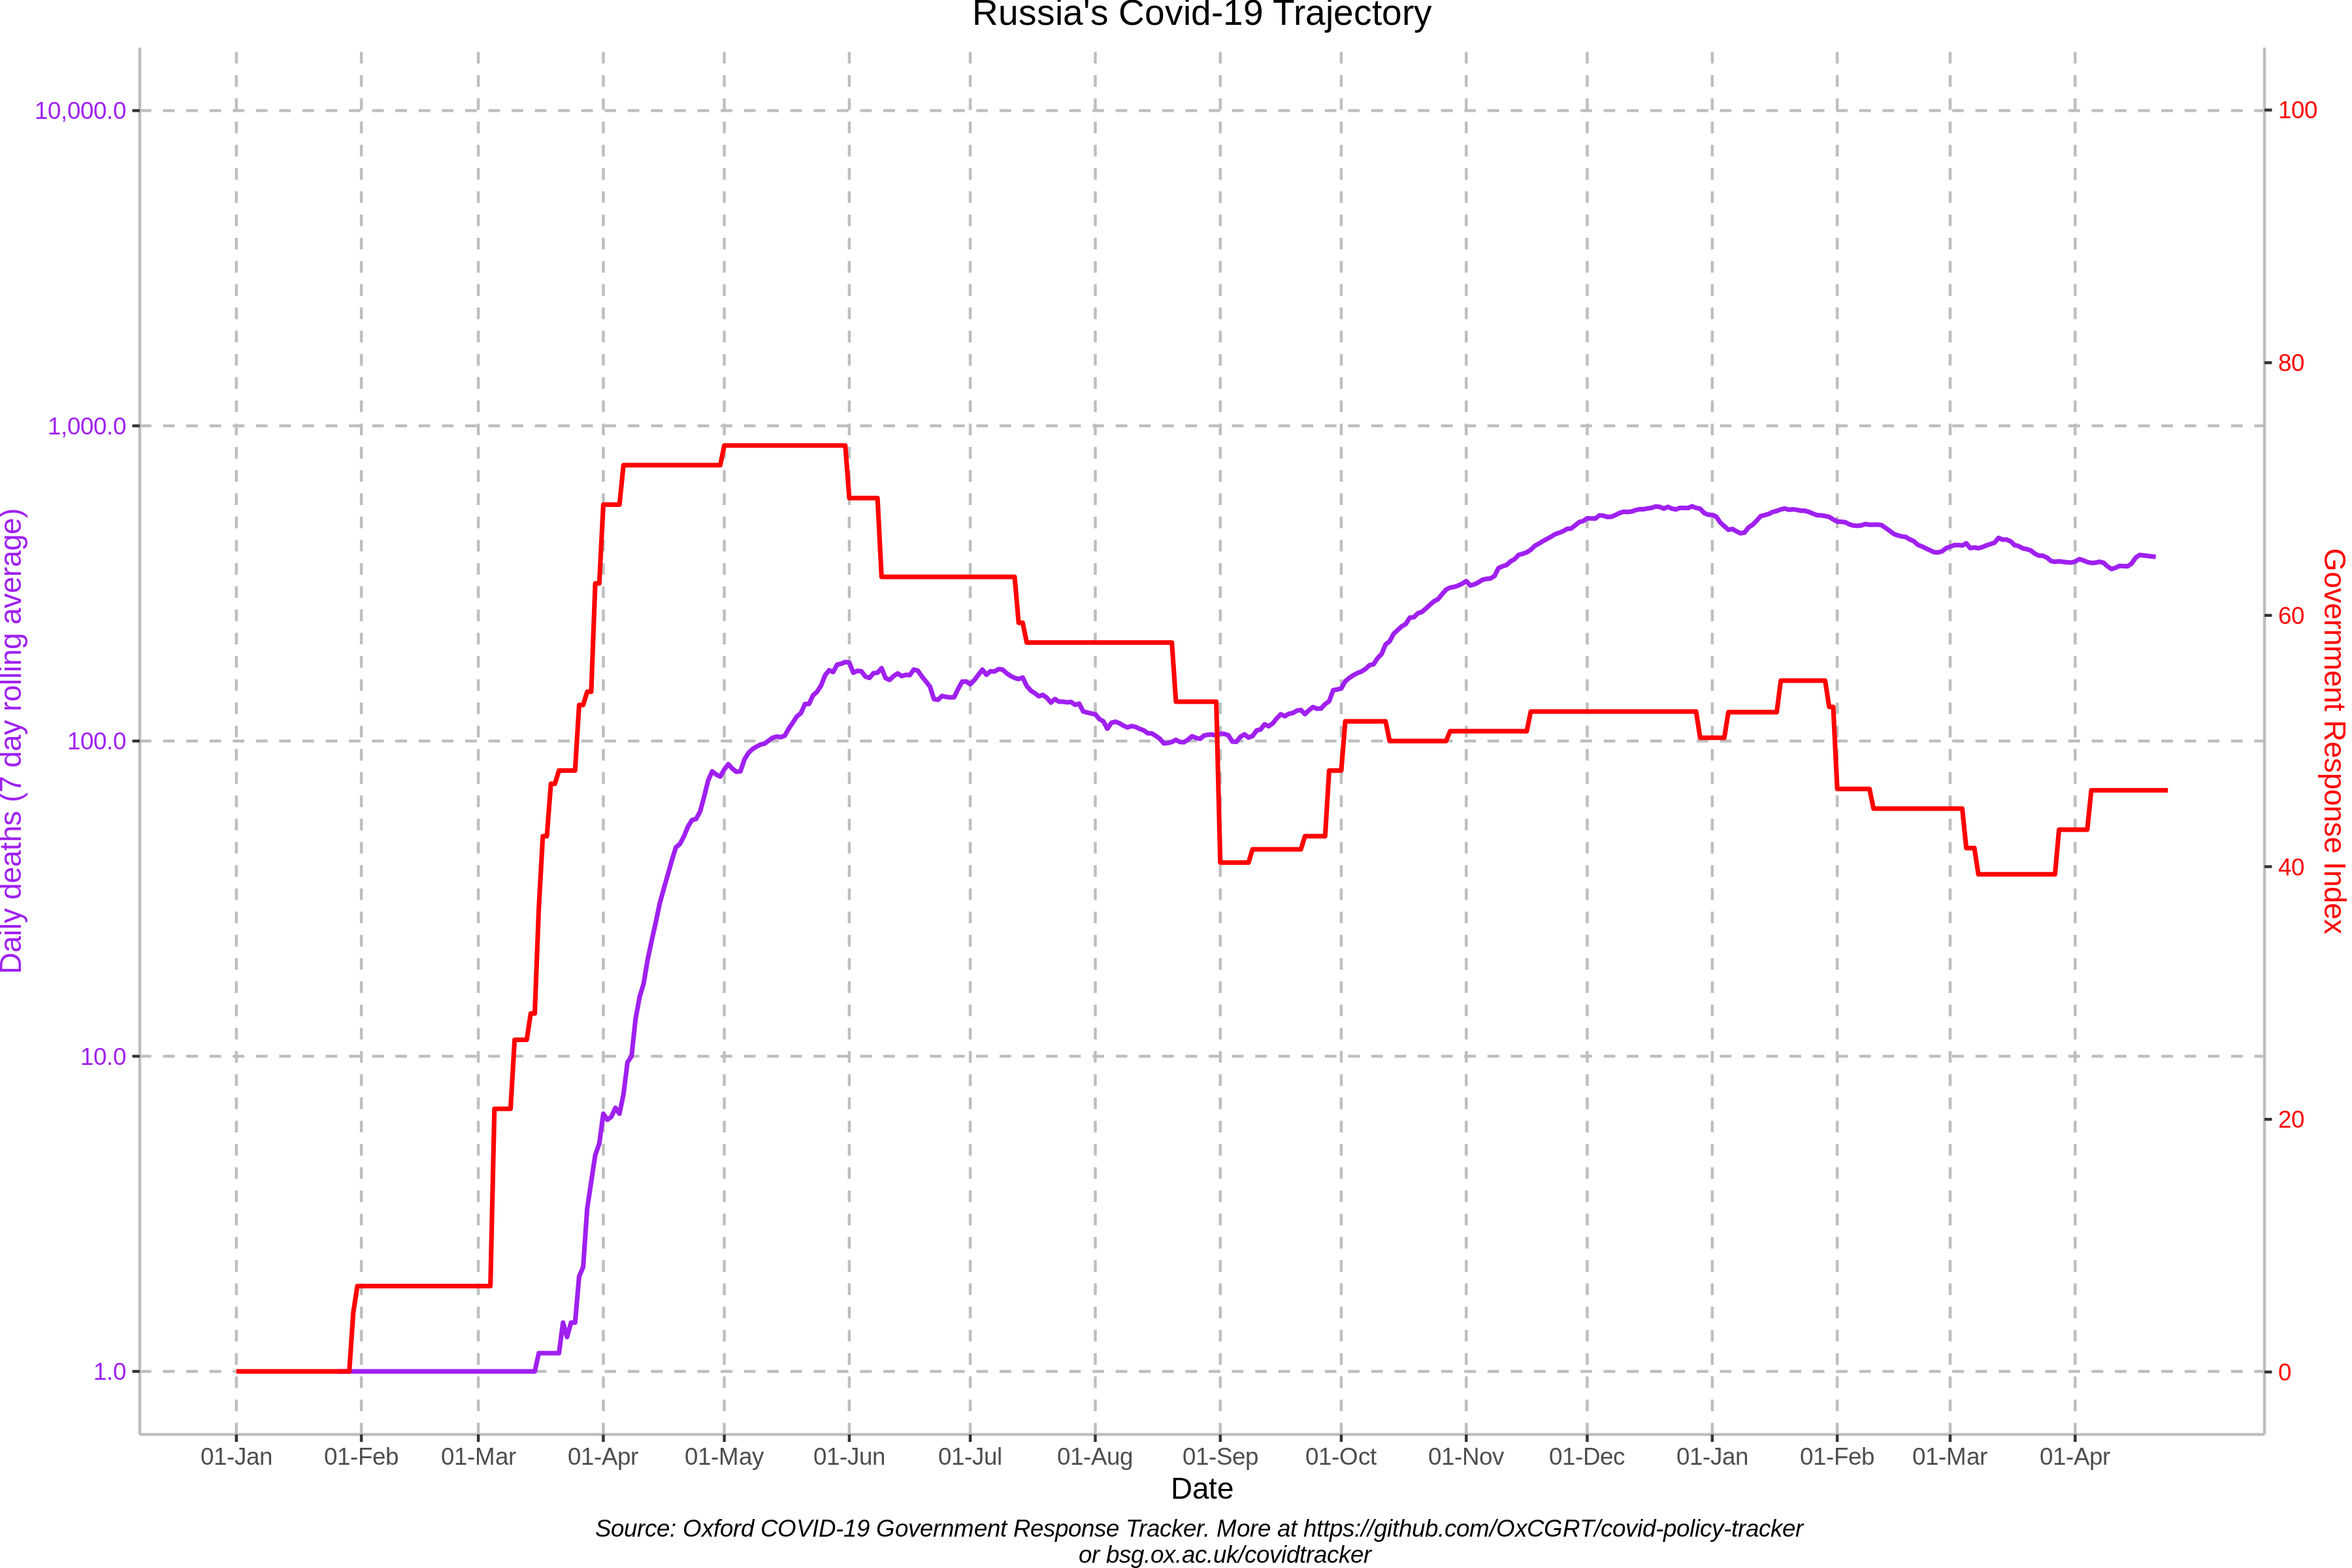 Russia's Covid-19 Trajectory
10,000.0
1,000.0
100.0
10.0
1.0
Daily deaths (7 day rolling average)
100
80
60
40
20
0
Government Response Index
01-Jan 01-Feb 01-Mar 01-Apr 01-May 01-Jun 01-Jul 01-Aug 01-Sep 01-Oct 01-Nov 01-Dec 01-Jan 01-Feb 01-Mar 01-Apr
Date
Source: Oxford COVID-19 Government Response Tracker. More at https://github.com/OxCGRT/covid-policy-tracker
or bsg.ox.ac.uk/covidtracker